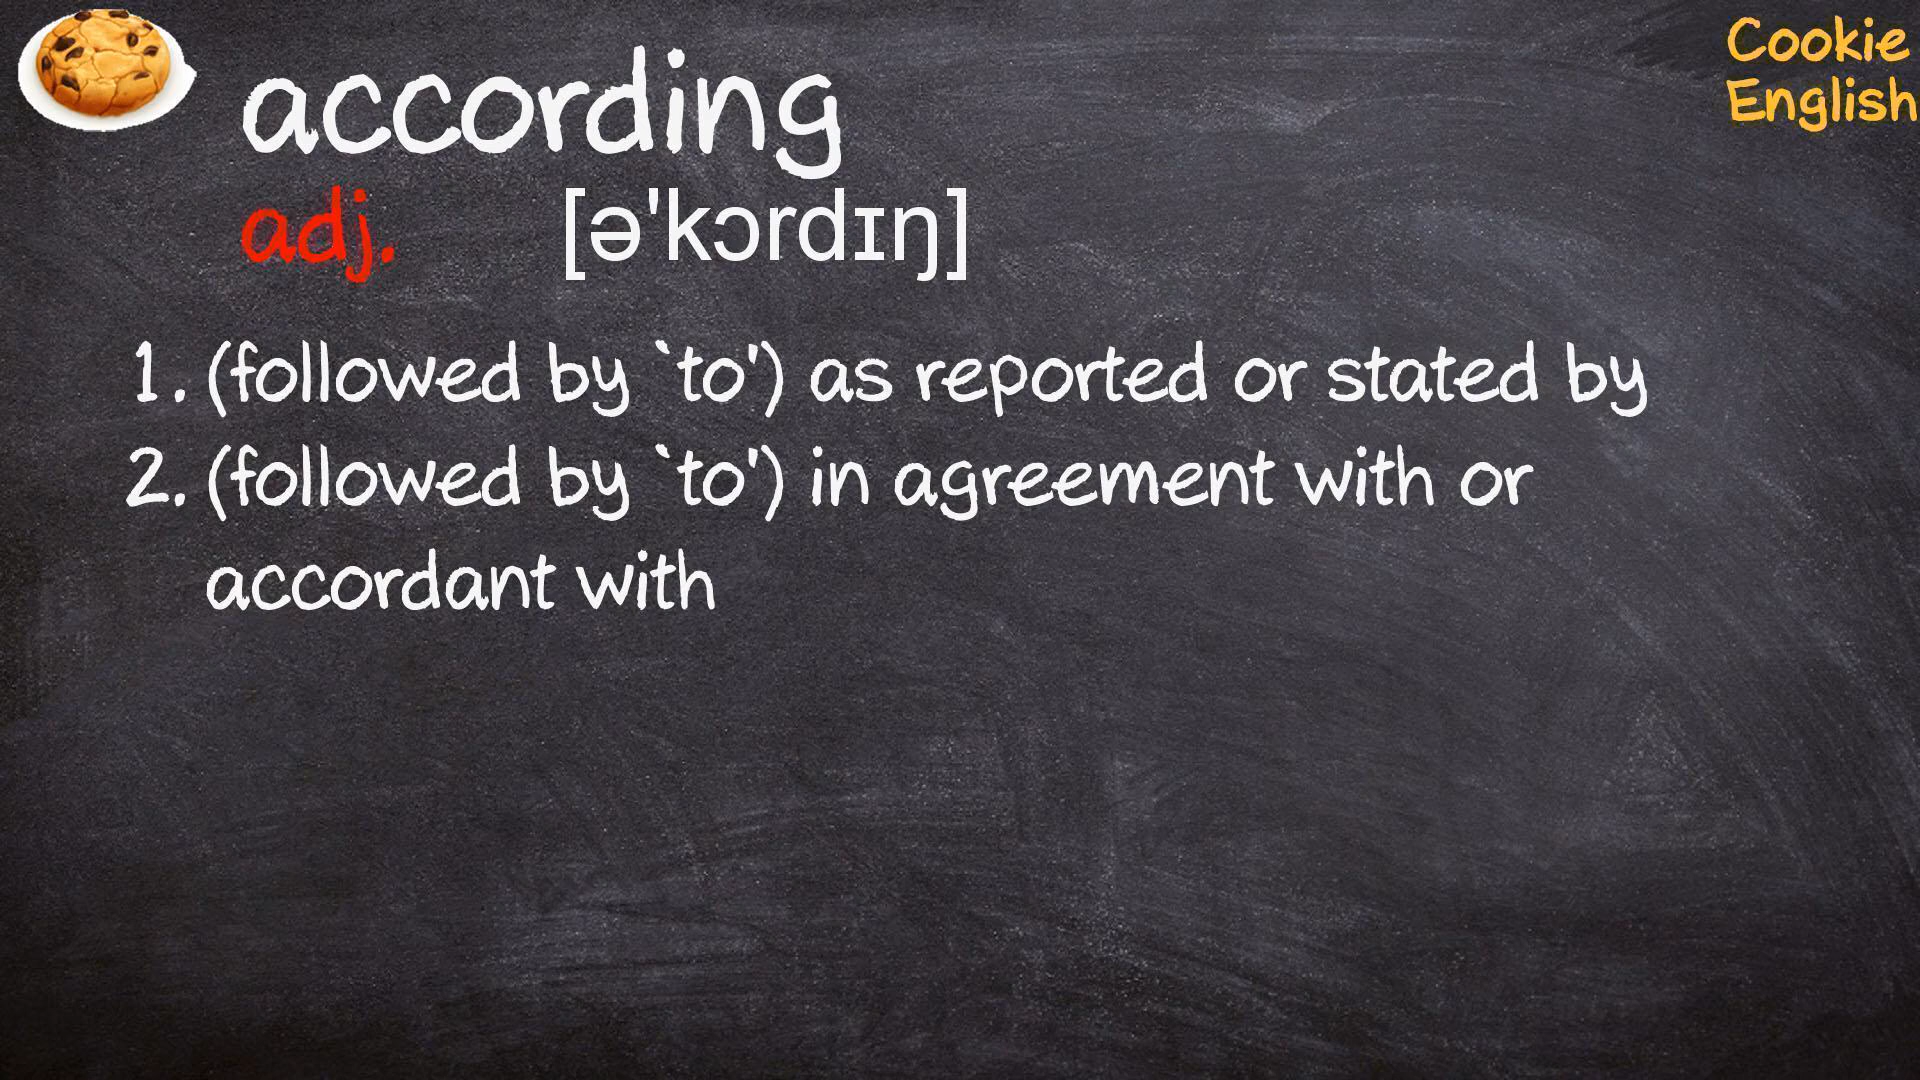 according
Cookie
English
adj. [ə'kɔrdɪŋ]
1. (followed by `to') as reported or stated by
2. (followed by `to') in agreement with or
accordant with